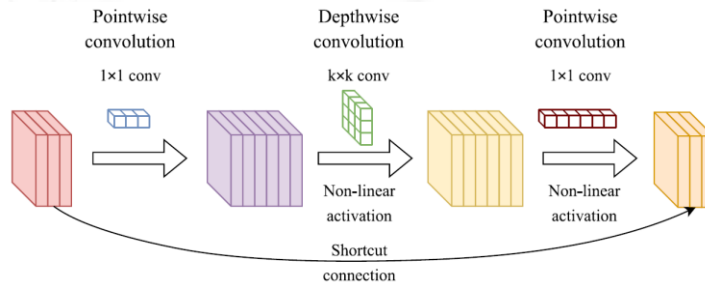 Pointwise
convolution
1×1 conv
Depthwise
convolution
k×k conv
Non-linear
activation
Pointwise
convolution
1×1 conv
Non-linear
activation
Shortcut
connection